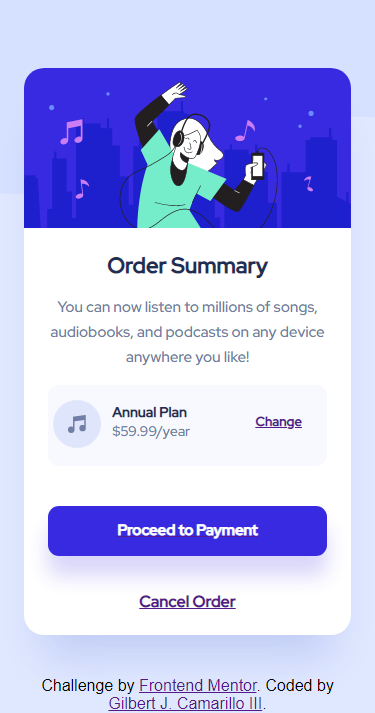 Order Summary
You can now listen to millions of songs,
audiobooks, and podcasts on any device
anywhere you like!
Annual Plan
$59.99/year
Change
Proceed to Payment
Cancel Order
Challenge by Frontend Mentor. Coded by
Gilbert J. Camarillo III.